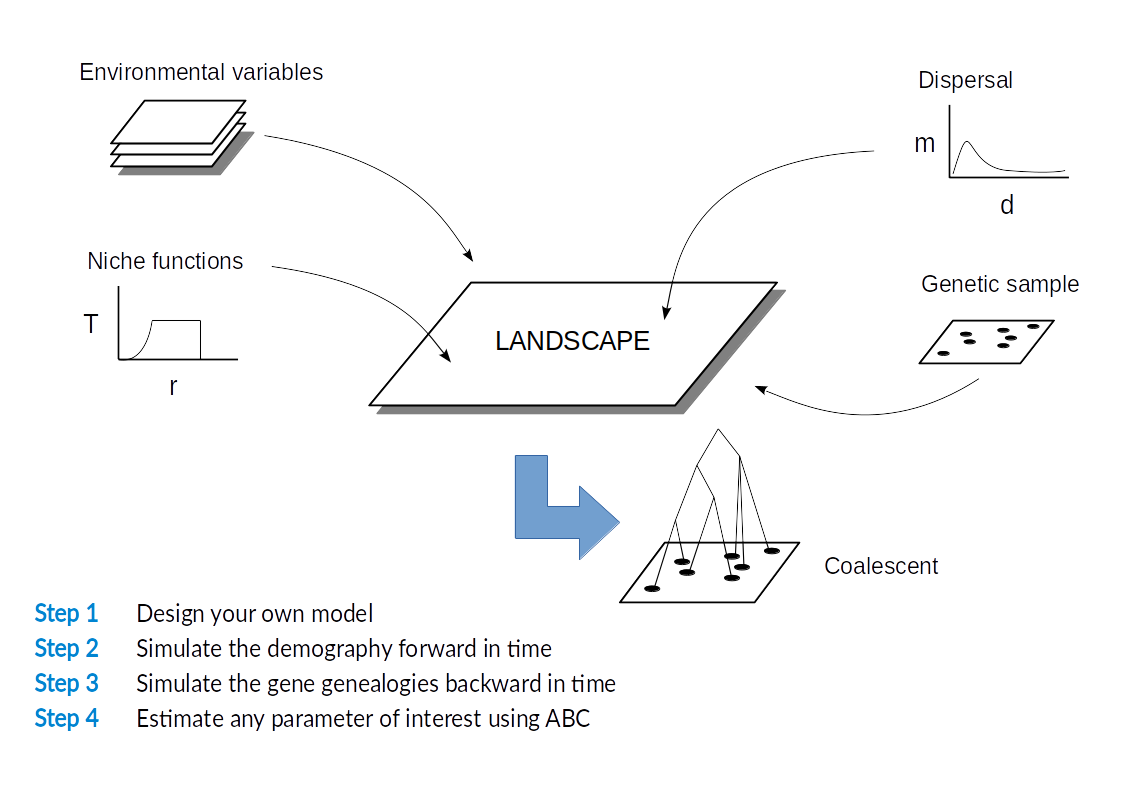 Environmental variables
Dispersal
m
d
Niche functions
T
r
Genetic sample
LANDSCAPE
Coalescent
Step 1 Design your own model
Step 2 Simulate the demography forward in time
Step 3 Simulate the gene genealogies backward in time
Step 4 Estimate any parameter of interest using ABC